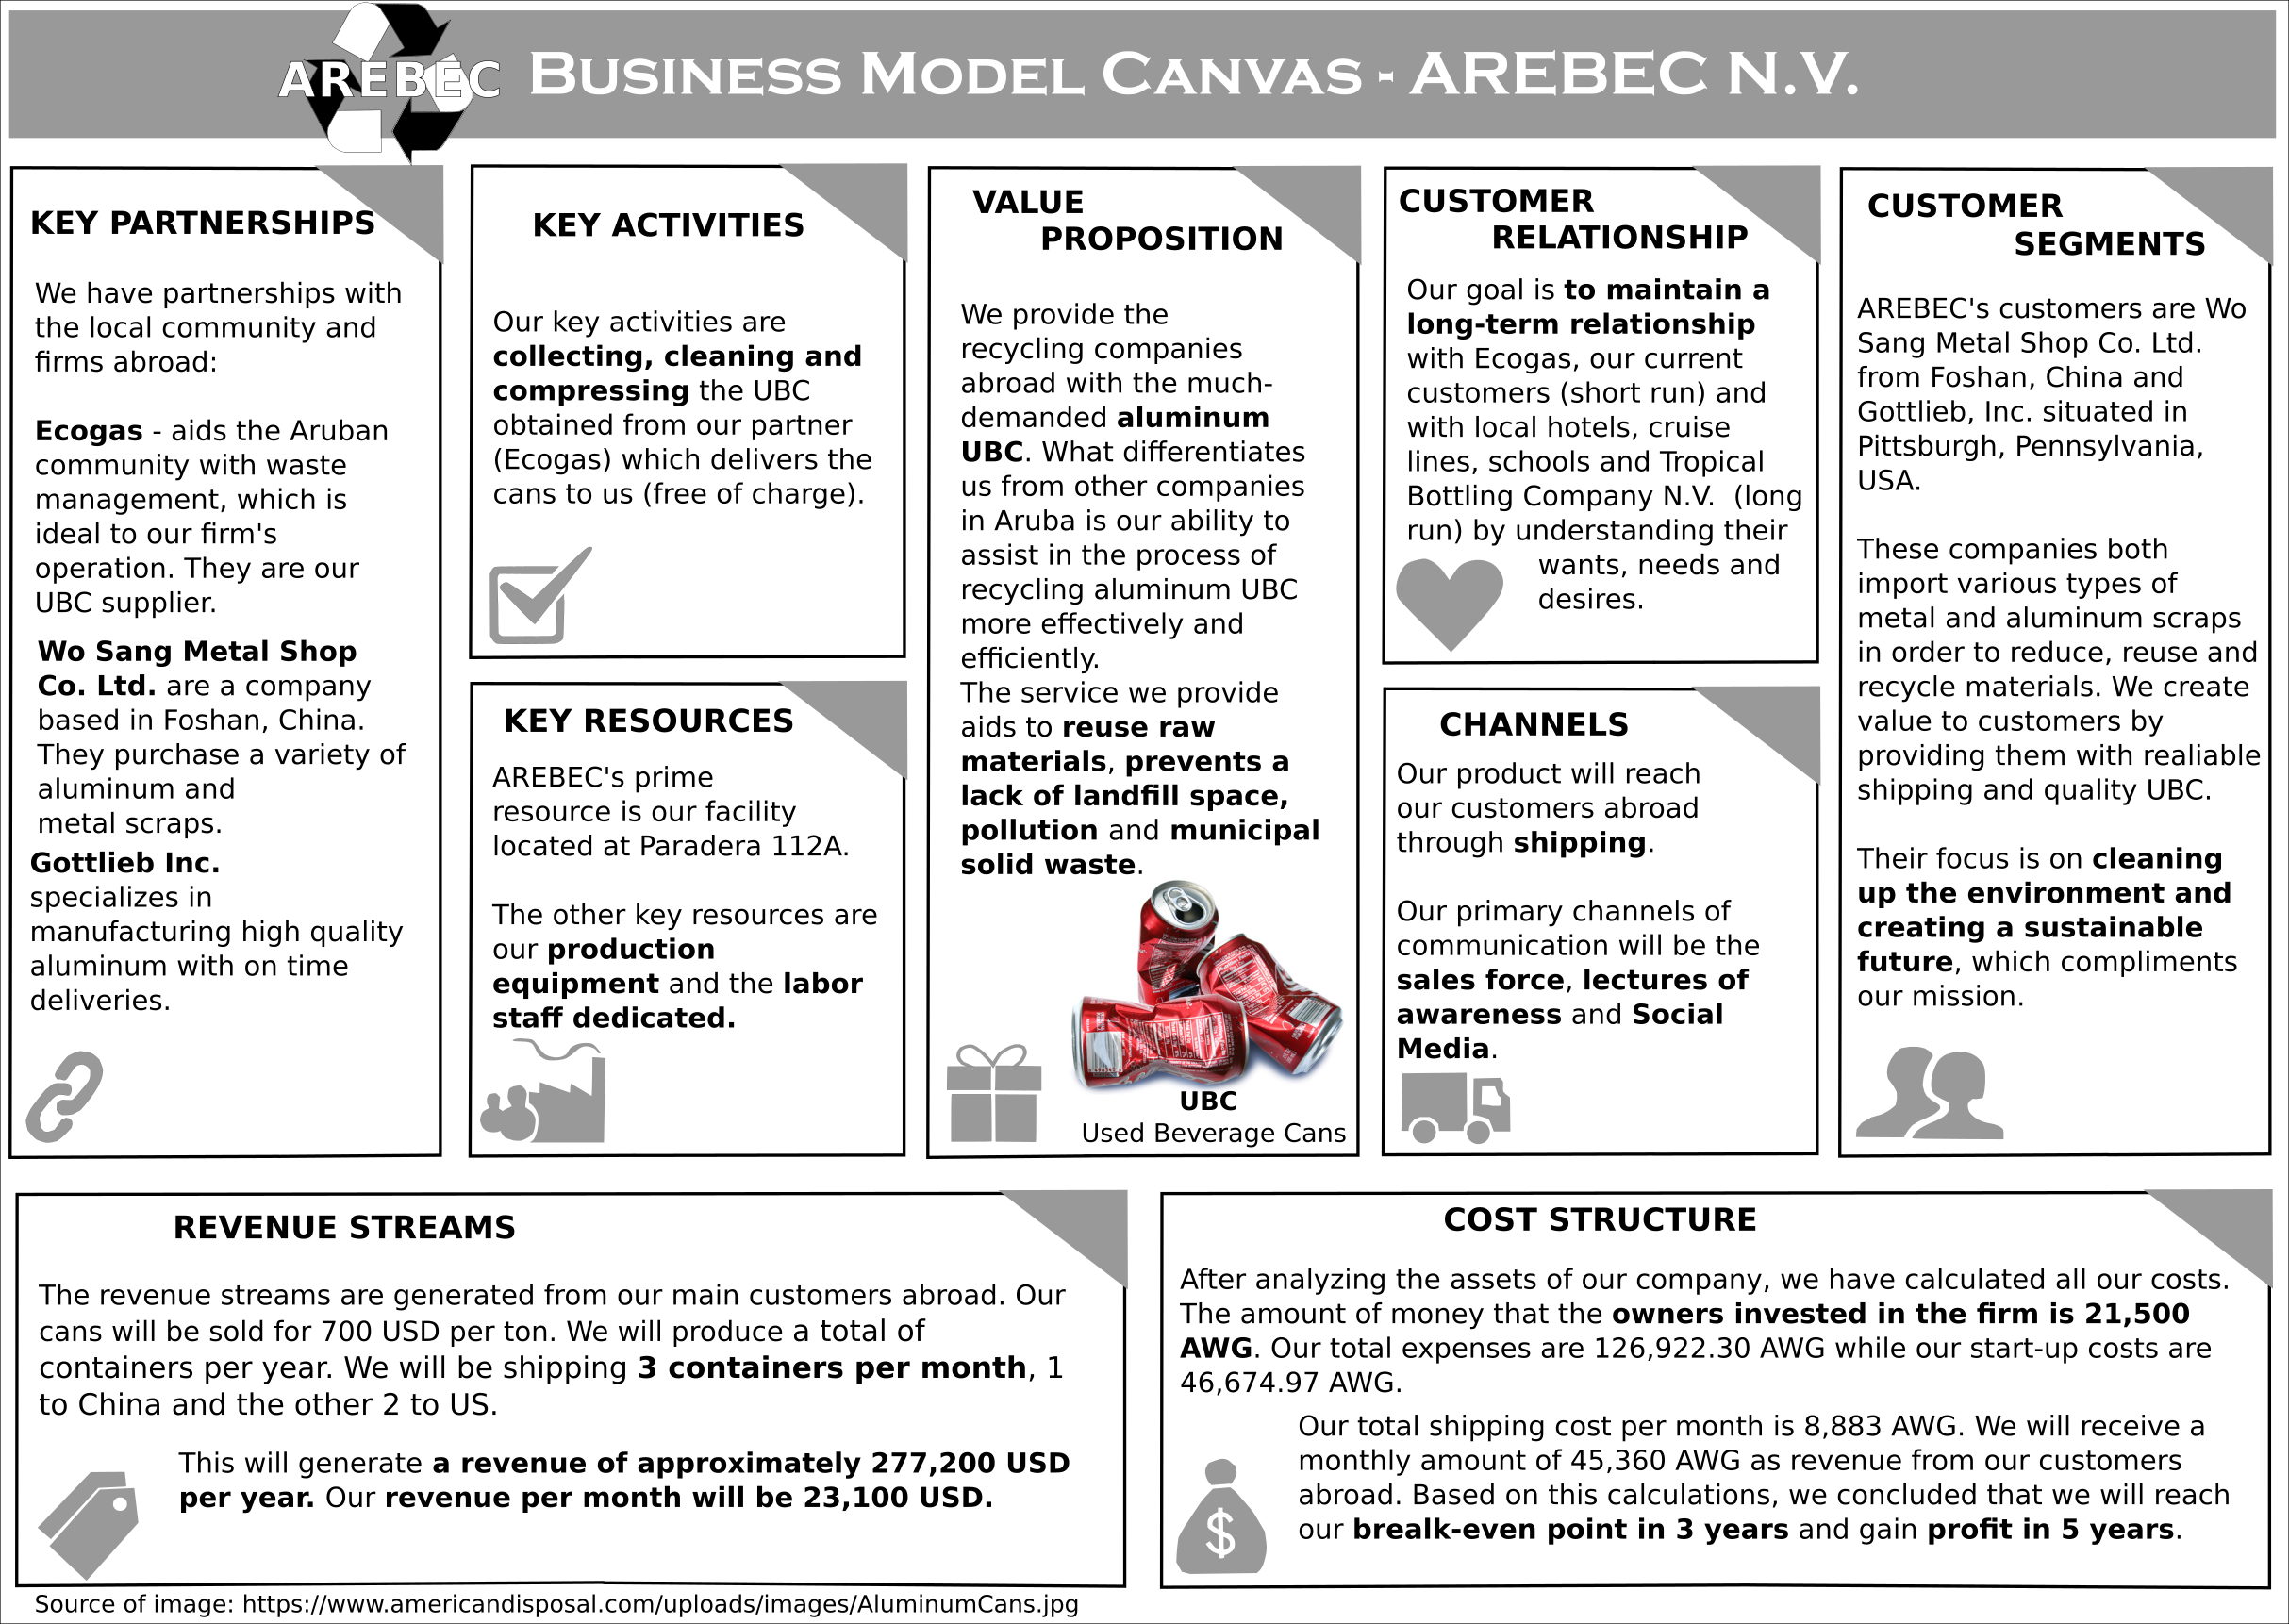 AREBEC
BUSINESS MODEL CANVAS - AREBEC N.V.
KEY PARTNERSHIPS
We have partnerships with
the local community and
firms abroad:
Ecogas - aids the Aruban
community with waste
management, which is
ideal to our firm's
operation. They are our
UBC supplier.
Wo Sang Metal Shop
Co. Ltd. are a company
based in Foshan, China.
They purchase a variety of
aluminum and
metal scraps.
Gottlieb Inc.
specializes in
manufacturing high quality
aluminum with on time
deliveries.
KEY ACTIVITIES
Our key activities are
collecting, cleaning and
compressing the UBC
obtained from our partner
(Ecogas) which delivers the
cans to us (free of charge).
KEY RESOURCES
AREBEC's prime
resource is our facility
located at Paradera 112A.
The other key resources are
our production
equipment and the labor
staff dedicated.
VALUE
PROPOSITION
We provide the
recycling companies
abroad with the much-
demanded aluminum
UBC. What differentiates
us from other companies
in Aruba is our ability to
assist in the process of
recycling aluminum UBC
more effectively and
efficiently.
The service we provide
aids to reuse raw
materials, prevents a
lack of landfill space,
pollution and municipal
solid waste.
UBC
Used Beverage Cans
CUSTOMER
RELATIONSHIP
Our goal is to maintain a
long-term relationship
with Ecogas, our current
customers (short run) and
with local hotels, cruise
lines, schools and Tropical
Bottling Company N.V. (long
run) by understanding their
wants, needs and
desires.
CHANNELS
Our product will reach
our customers abroad
through shipping.
Our primary channels of
communication will be the
sales force, lectures of
awareness and Social
Media.
CUSTOMER
SEGMENTS
AREBEC's customers are Wo
Sang Metal Shop Co. Ltd.
from Foshan, China and
Gottlieb, Inc. situated in
Pittsburgh, Pennsylvania,
USA.
These companies both
import various types of
metal and aluminum scraps
in order to reduce, reuse and
recycle materials. We create
value to customers by
providing them with realiable
shipping and quality UBC.
Their focus is on cleaning
up the environment and
creating a sustainable
future, which compliments
our mission.
REVENUE STREAMS
The revenue streams are generated from our main customers abroad. Our
cans will be sold for 700 USD per ton. We will produce a total of
containers per year. We will be shipping 3 containers per month, 1
to China and the other 2 to US.
This will generate a revenue of approximately 277,200 USD
per year. Our revenue per month will be 23,100 USD.
COST STRUCTURE
After analyzing the assets of our company, we have calculated all our costs.
The amount of money that the owners invested in the firm is 21,500
AWG. Our total expenses are 126,922.30 AWG while our start-up costs are
46,674.97 AWG.
Our total shipping cost per month is 8,883 AWG. We will receive a
monthly amount of 45,360 AWG as revenue from our customers
abroad. Based on this calculations, we concluded that we will reach
our brealk-even point in 3 years and gain profit in 5 years.
$
Source of image: https://www.americandisposal.com/uploads/images/AluminumCans.jpg